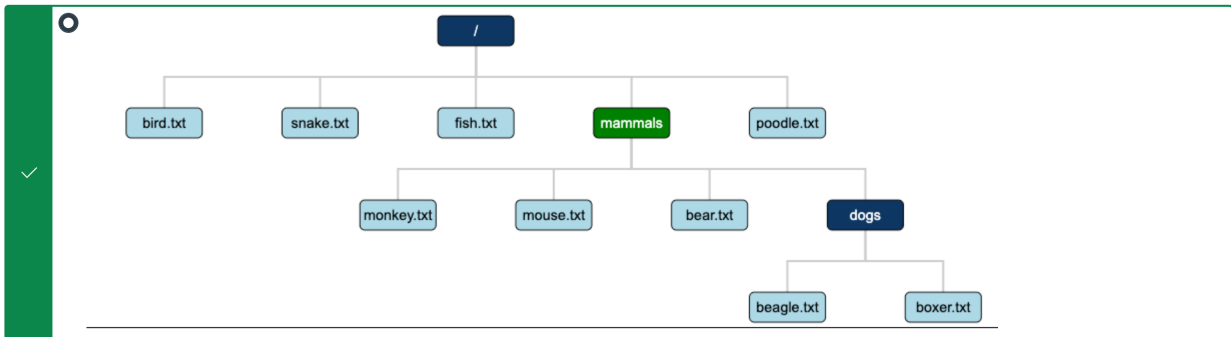 /
bird.txt snake.txt fish.txt mammals poodle.txt
monkey.txt mouse.txt bear.txt dogs
beagle.txt boxer.txt